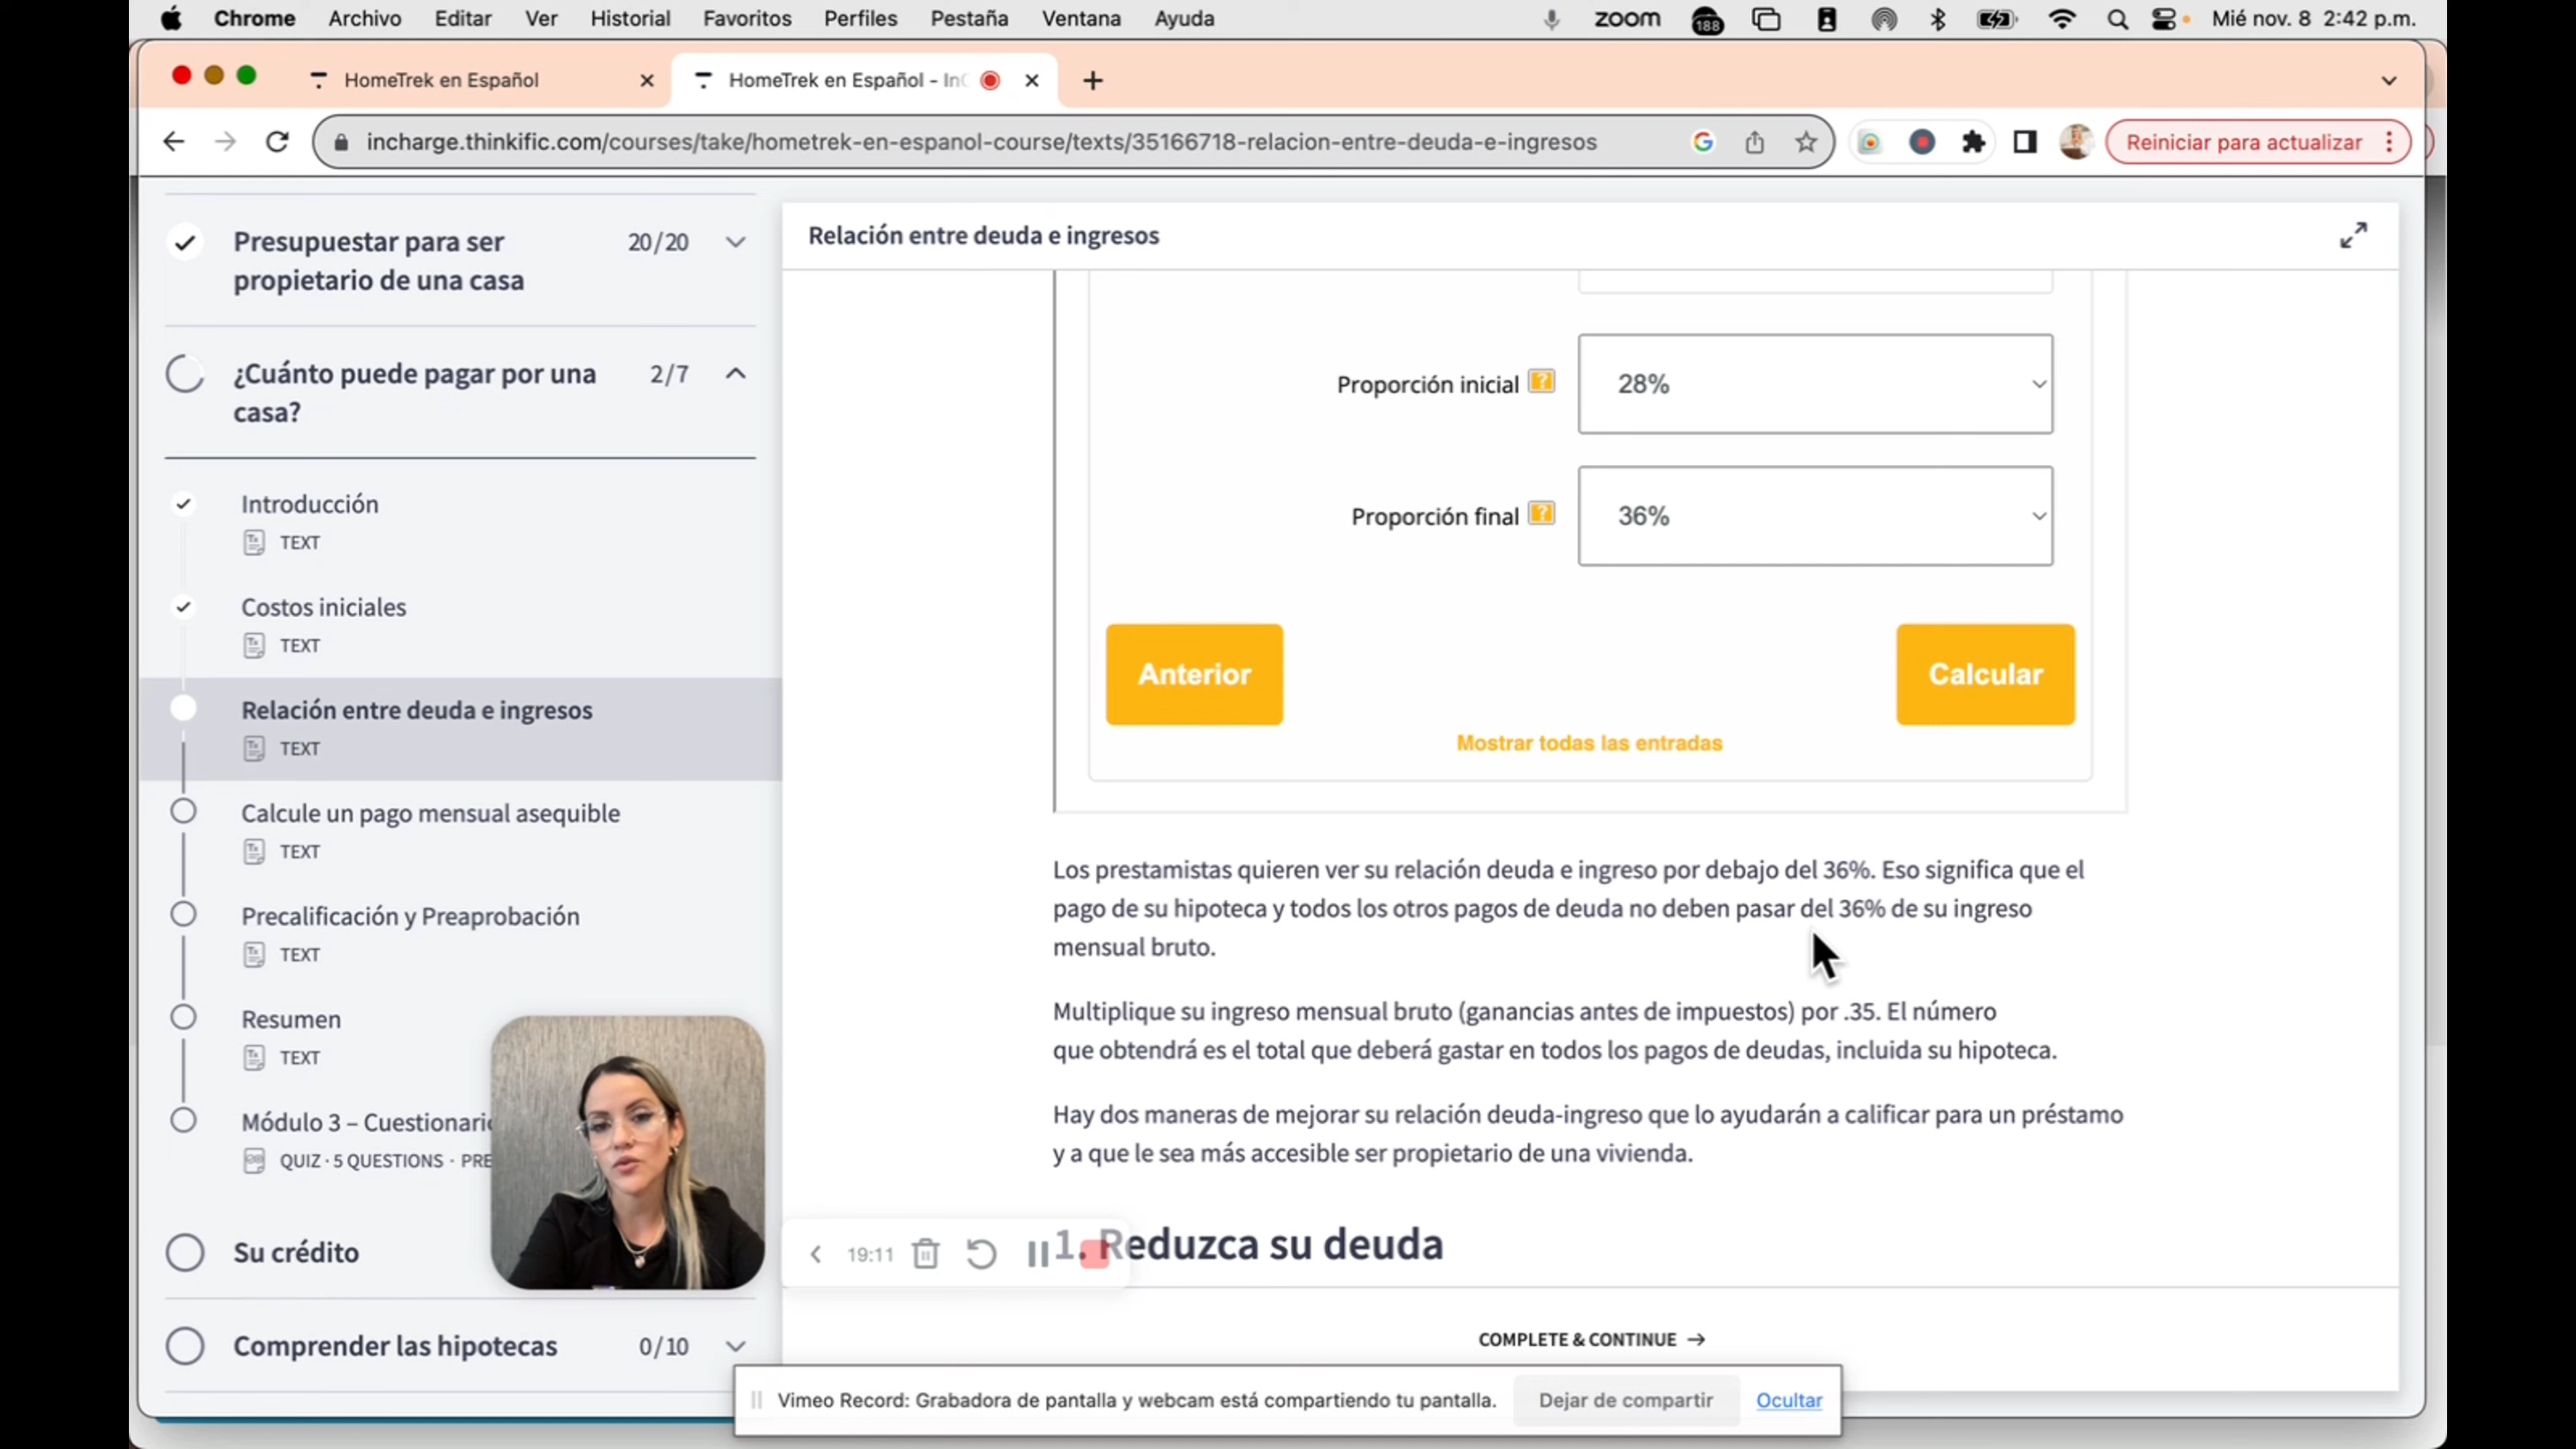 Chrome Archivo Editar Ver Historial Favoritos Perfiles Pestaña Ventana Ayuda zoom 188 Mié nov. 8 2:42 p.m.
HomeTrek en Español
HomeTrek en Español - In
incharge.thinkific.com/courses/take/hometrek-en-espanol-course/texts/35166718-relacion-entre-deuda-e-ingresos
Reiniciar para actualizar
Presupuestar para ser
propietario de una casa
20/20
¿Cuánto puede pagar por una
casa?
2/7
Introducción
TEXT
Costos iniciales
TEXT
Relación entre deuda e ingresos
TEXT
Calcule un pago mensual asequible
TEXT
Precalificación y Preaprobación
TEXT
Resumen
TEXT
Módulo 3 – Cuestionario
QUIZ · 5 QUESTIONS · PRE
Su crédito
Comprender las hipotecas
0/10
Relación entre deuda e ingresos
Proporción inicial ? 28%
Proporción final ? 36%
Anterior
Calcular
Mostrar todas las entradas
Los prestamistas quieren ver su relación deuda e ingreso por debajo del 36%. Eso significa que el
pago de su hipoteca y todos los otros pagos de deuda no deben pasar del 36% de su ingreso
mensual bruto.
Multiplique su ingreso mensual bruto (ganancias antes de impuestos) por .35. El número
que obtendrá es el total que deberá gastar en todos los pagos de deudas, incluida su hipoteca.
Hay dos maneras de mejorar su relación deuda-ingreso que lo ayudarán a calificar para un préstamo
y a que le sea más accesible ser propietario de una vivienda.
1. Reduzca su deuda
19:11
COMPLETE & CONTINUE →
Vimeo Record: Grabadora de pantalla y webcam está compartiendo tu pantalla.
Dejar de compartir
Ocultar